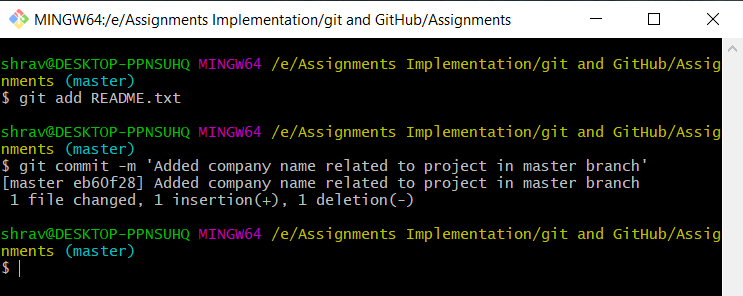 MINGW64:/e/Assignments Implementation/git and GitHub/Assignments
shrav@DESKTOP-PPNSUHQ MINGW64 /e/Assignments Implementation/git and GitHub/Assig
nments (master)
$ git add README.txt
shrav@DESKTOP-PPNSUHQ MINGW64 /e/Assignments Implementation/git and GitHub/Assig
nments (master)
$ git commit -m 'Added company name related to project in master branch'
[master eb60f28] Added company name related to project in master branch
 1 file changed, 1 insertion(+), 1 deletion(-)
shrav@DESKTOP-PPNSUHQ MINGW64 /e/Assignments Implementation/git and GitHub/Assig
nments (master)
$